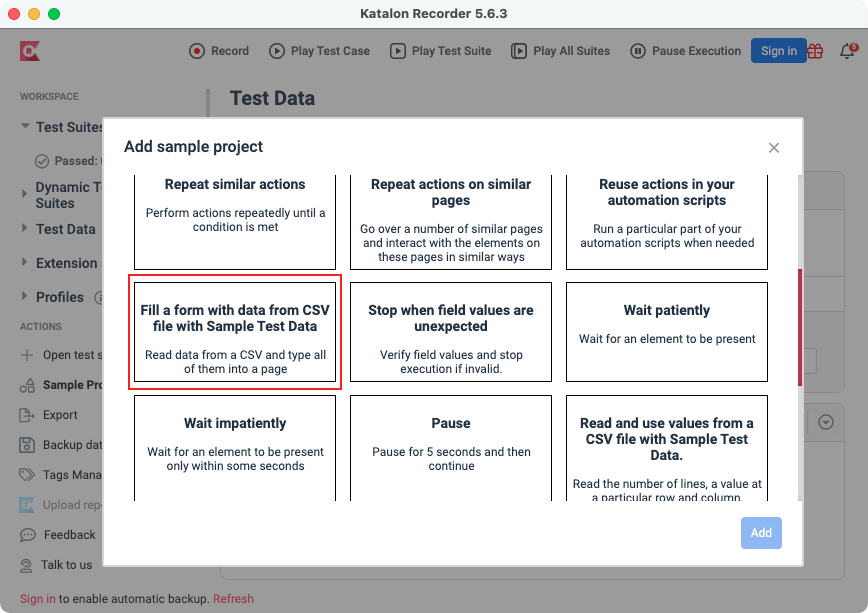 Katalon Recorder 5.6.3
Record
Play Test Case
Play Test Suite
Play All Suites
Pause Execution
Sign in
5
WORKSPACE
Test Suites
Passed:
Dynamic T
Suites
Test Data
Extension
Profiles
ACTIONS
Open test s
Sample Pro
Export
Backup dat
Tags Mana
Upload repo
Feedback
Talk to us
Sign in to enable automatic backup. Refresh
Test Data
Add sample project
Repeat similar actions
Perform actions repeatedly until a
condition is met
Repeat actions on similar
pages
Go over a number of similar pages
and interact with the elements on
these pages in similar ways
Reuse actions in your
automation scripts
Run a particular part of your
automation scripts when needed
Fill a form with data from CSV
file with Sample Test Data
Read data from a CSV and type all
of them into a page
Stop when field values are
unexpected
Verify field values and stop
execution if invalid.
Wait patiently
Wait for an element to be present
Wait impatiently
Wait for an element to be present
only within some seconds
Pause
Pause for 5 seconds and then
continue
Read and use values from a
CSV file with Sample Test
Data.
Read the number of lines, a value at
a particular row and column.
Add